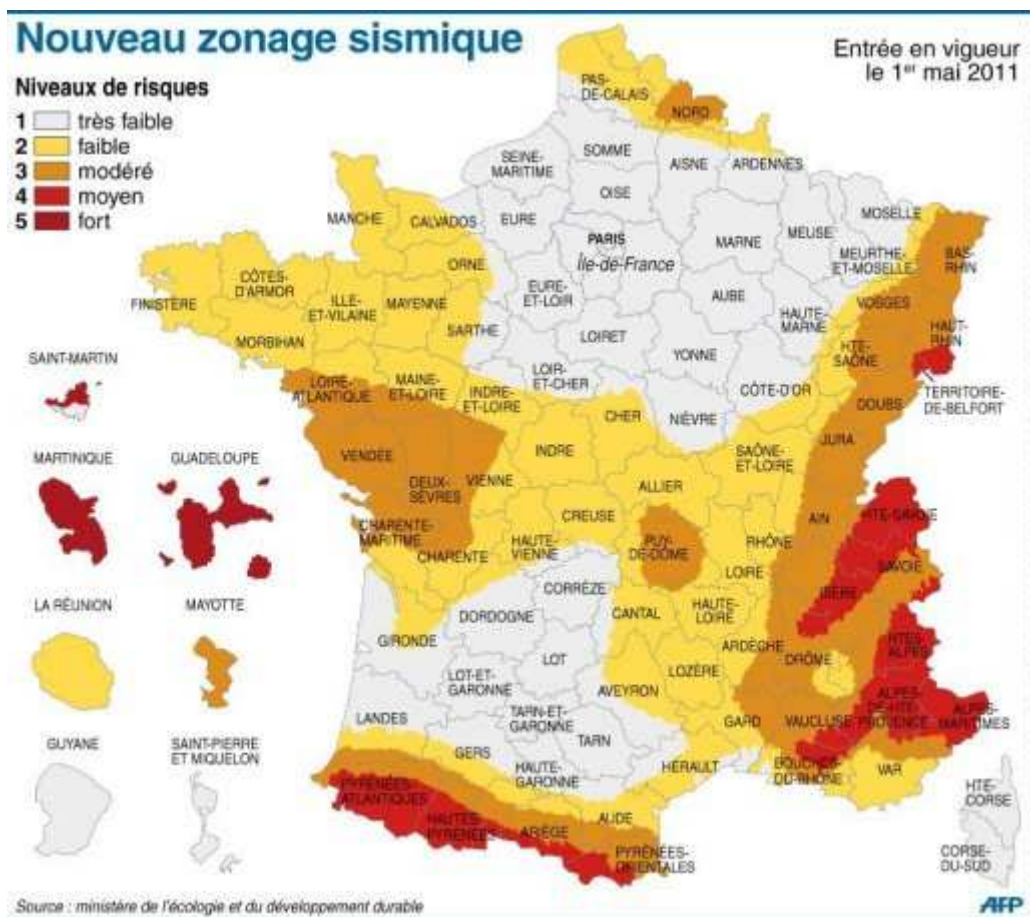 Nouveau zonage sismique
Entrée en vigueur
le 1er mai 2011
Niveaux de risques
1 très faible
2 faible
3 modéré
4 moyen
5 fort
PAS-
DE-CALAIS
NORD
SOMME
SEINE-
MARITIME
AISNE
ARDENNES
OISE
MANCHE
CALVADOS
EURE
PARIS
Île-de-France
MARNE
MEUSE
MOSELLE
MEURTHE-
ET-MOSELLE
BAS-
RHIN
ORNE
FINISTÈRE
CÔTES-
D'ARMOR
ILLE-
ET-VILAINE
MAYENNE
EURE-
ET-LOIR
AUBE
HAUTE-
MARNE
VOSGES
HAUT-
RHIN
MORBIHAN
SARTHE
LOIRET
YONNE
HTE-
SAÔNE
TERRITOIRE-
DE-BELFORT
LOIRE-
ATLANTIQUE
MAINE-
ET-LOIRE
INDRE-
ET-LOIRE
LOIR-
ET-CHER
CHER
NIÈVRE
CÔTE-D'OR
DOUBS
VENDÉE
DEUX-
SÈVRES
VIENNE
INDRE
ALLIER
SAÔNE-
ET-LOIRE
JURA
CHARENTE-
MARITIME
CHARENTE
HAUTE-
VIENNE
CREUSE
PUY-
DE-DÔME
RHÔNE
LOIRE
AIN
HTE-SAVOIE
SAVOIE
ISÈRE
GIRONDE
DORDOGNE
CORRÈZE
CANTAL
HAUTE-
LOIRE
ARDÈCHE
DRÔME
HTES-
ALPES
LOT-ET-
GARONNE
LOT
AVEYRON
LOZÈRE
GARD
VAUCLUSE
ALPES-
DE-HTE-
PROVENCE
ALPES-
MARITIMES
LANDES
GERS
TARN-ET-
GARONNE
TARN
HÉRAULT
BOUCHES-
DU-RHÔNE
VAR
PYRÉNÉES-
ATLANTIQUES
HAUTES-
PYRÉNÉES
HAUTE-
GARONNE
ARIÈGE
AUDE
PYRÉNÉES-
ORIENTALES
HTE-
CORSE
CORSE-
DU-SUD
SAINT-MARTIN
MARTINIQUE
GUADELOUPE
LA RÉUNION
MAYOTTE
GUYANE
SAINT-PIERRE
ET MIQUELON
Source : ministère de l'écologie et du développement durable
AFP